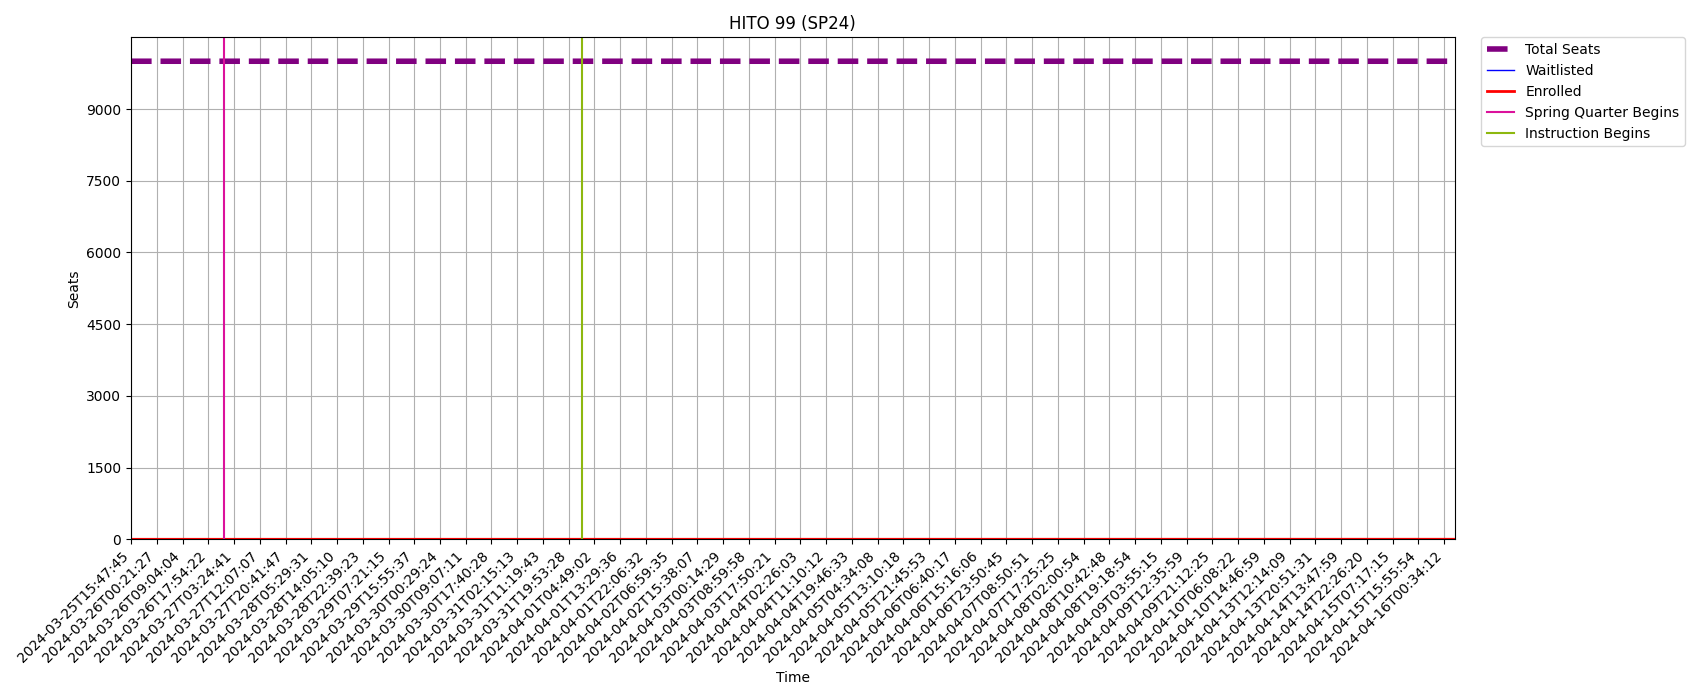 HITO 99 (SP24)
Total Seats
Waitlisted
Enrolled
Spring Quarter Begins
Instruction Begins
9000
7500
6000
4500
3000
1500
0
Seats
2024-03-25T15:47:45
2024-03-26T00:21:27
2024-03-26T09:04:04
2024-03-26T17:54:22
2024-03-27T03:24:41
2024-03-27T12:07:07
2024-03-27T20:41:47
2024-03-28T05:29:31
2024-03-28T14:05:10
2024-03-28T22:39:23
2024-03-29T07:21:15
2024-03-29T15:55:37
2024-03-30T00:29:24
2024-03-30T09:07:11
2024-03-30T17:40:28
2024-03-31T02:15:13
2024-03-31T11:19:43
2024-03-31T19:53:28
2024-04-01T04:49:02
2024-04-01T13:29:36
2024-04-01T22:06:32
2024-04-02T06:59:35
2024-04-02T15:38:07
2024-04-03T00:14:29
2024-04-03T08:59:58
2024-04-03T17:50:21
2024-04-04T02:26:03
2024-04-04T11:10:12
2024-04-04T19:46:33
2024-04-05T04:34:08
2024-04-05T13:10:18
2024-04-05T21:45:53
2024-04-06T06:40:17
2024-04-06T15:16:06
2024-04-06T23:50:45
2024-04-07T08:50:51
2024-04-07T17:25:25
2024-04-08T02:00:54
2024-04-08T10:42:48
2024-04-08T19:18:54
2024-04-09T03:55:15
2024-04-09T12:35:59
2024-04-09T21:12:25
2024-04-10T06:08:22
2024-04-10T14:46:59
2024-04-13T12:14:09
2024-04-13T20:51:31
2024-04-14T13:47:59
2024-04-14T22:26:20
2024-04-15T07:17:15
2024-04-15T15:55:54
2024-04-16T00:34:12
Time